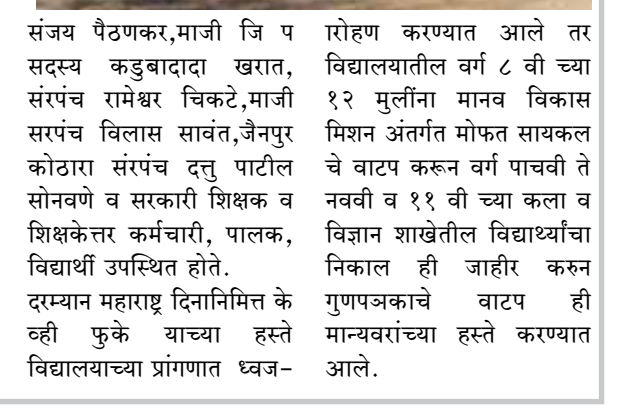 संजय पैठणकर,माजी जि प
सदस्य कडुबादादा खरात,
संरपंच रामेश्वर चिकटे,माजी
सरपंच विलास सावंत,जैनपुर
कोठारा संरपंच दत्तु पाटील
सोनवणे व सरकारी शिक्षक व
शिक्षकेत्तर कर्मचारी, पालक,
विद्यार्थी उपस्थित होते.
दरम्यान महाराष्ट्र दिनानिमित्त के
व्ही फुके याच्या हस्ते
विद्यालयाच्या प्रांगणात ध्वज-
ारोहण करण्यात आले तर
विद्यालयातील वर्ग ८ वी च्या
१२ मुलींना मानव विकास
मिशन अंतर्गत मोफत सायकल
चे वाटप करून वर्ग पाचवी ते
नववी व ११ वी च्या कला व
विज्ञान शाखेतील विद्यार्थ्यांचा
निकाल ही जाहीर करुन
गुणपञकाचे वाटप ही
मान्यवरांच्या हस्ते करण्यात
आले.